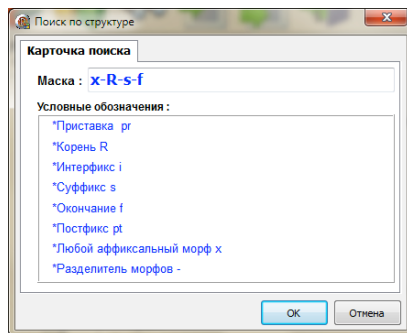 Поиск по структуре
Карточка поиска
Маска : x-R-s-f
Условные обозначения :
*Приставка pr
*Корень R
*Интерфикс i
*Суффикс s
*Окончание f
*Постфикс pt
*Любой аффиксальный морф x
*Разделитель морфов -
OK Отмена